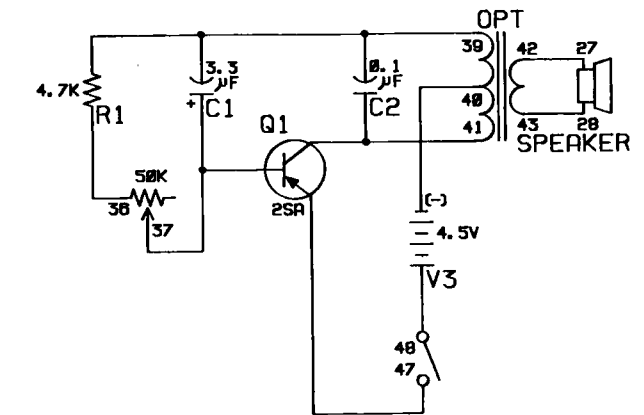 OPT
39
42
27
3.3
µF
0.1
µF
4.7K
R1
+
C1
C2
40
41
43
28
SPEAKER
Q1
50K
36
37
2SA
(-)
4.5V
V3
48
47